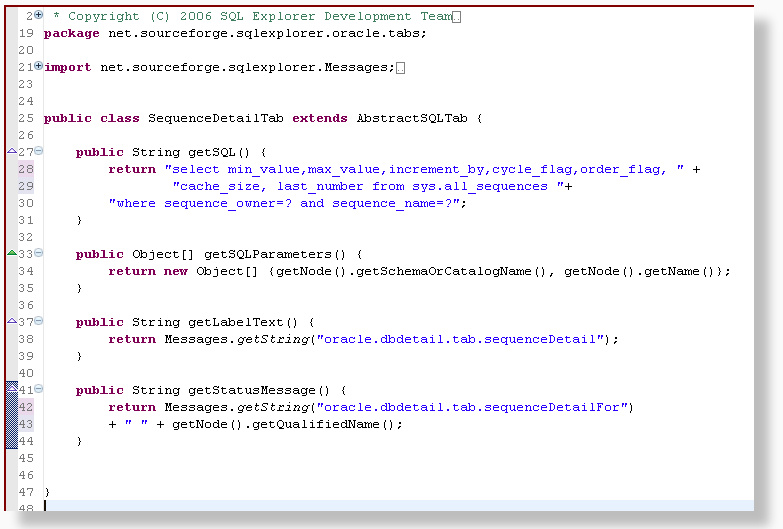 2 * Copyright (C) 2006 SQL Explorer Development Team
19 package net.sourceforge.sqlexplorer.oracle.tabs;
20
21 import net.sourceforge.sqlexplorer.Messages;
23
24
25 public class SequenceDetailTab extends AbstractSQLTab {
26
27     public String getSQL() {
28         return "select min_value,max_value,increment_by,cycle_flag,order_flag, " +
29                 "cache_size, last_number from sys.all_sequences "+
30         "where sequence_owner=? and sequence_name=?";
31     }
32
33     public Object[] getSQLParameters() {
34         return new Object[] {getNode().getSchemaOrCatalogName(), getNode().getName()};
35     }
36
37     public String getLabelText() {
38         return Messages.getString("oracle.dbdetail.tab.sequenceDetail");
39     }
40
41     public String getStatusMessage() {
42         return Messages.getString("oracle.dbdetail.tab.sequenceDetailFor")
43         + " " + getNode().getQualifiedName();
44     }
45
46
47 }
48